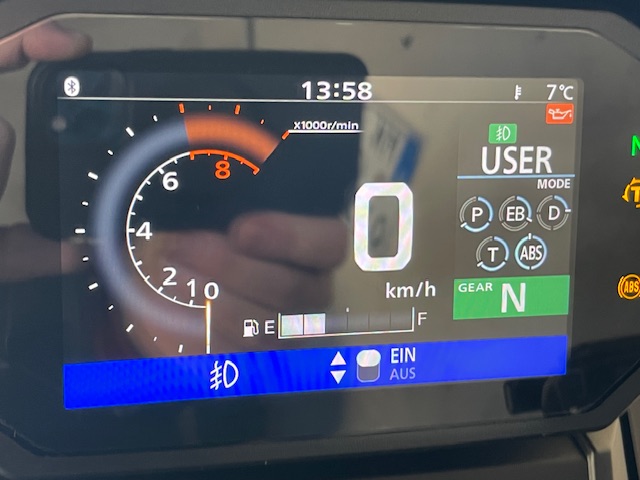 13:58
7°C
x1000r/min
6
8
4
2
1
0
0
km/h
USER
MODE
P
EB
D
T
ABS
GEAR
N
E
F
EIN
AUS
N
T
ABS